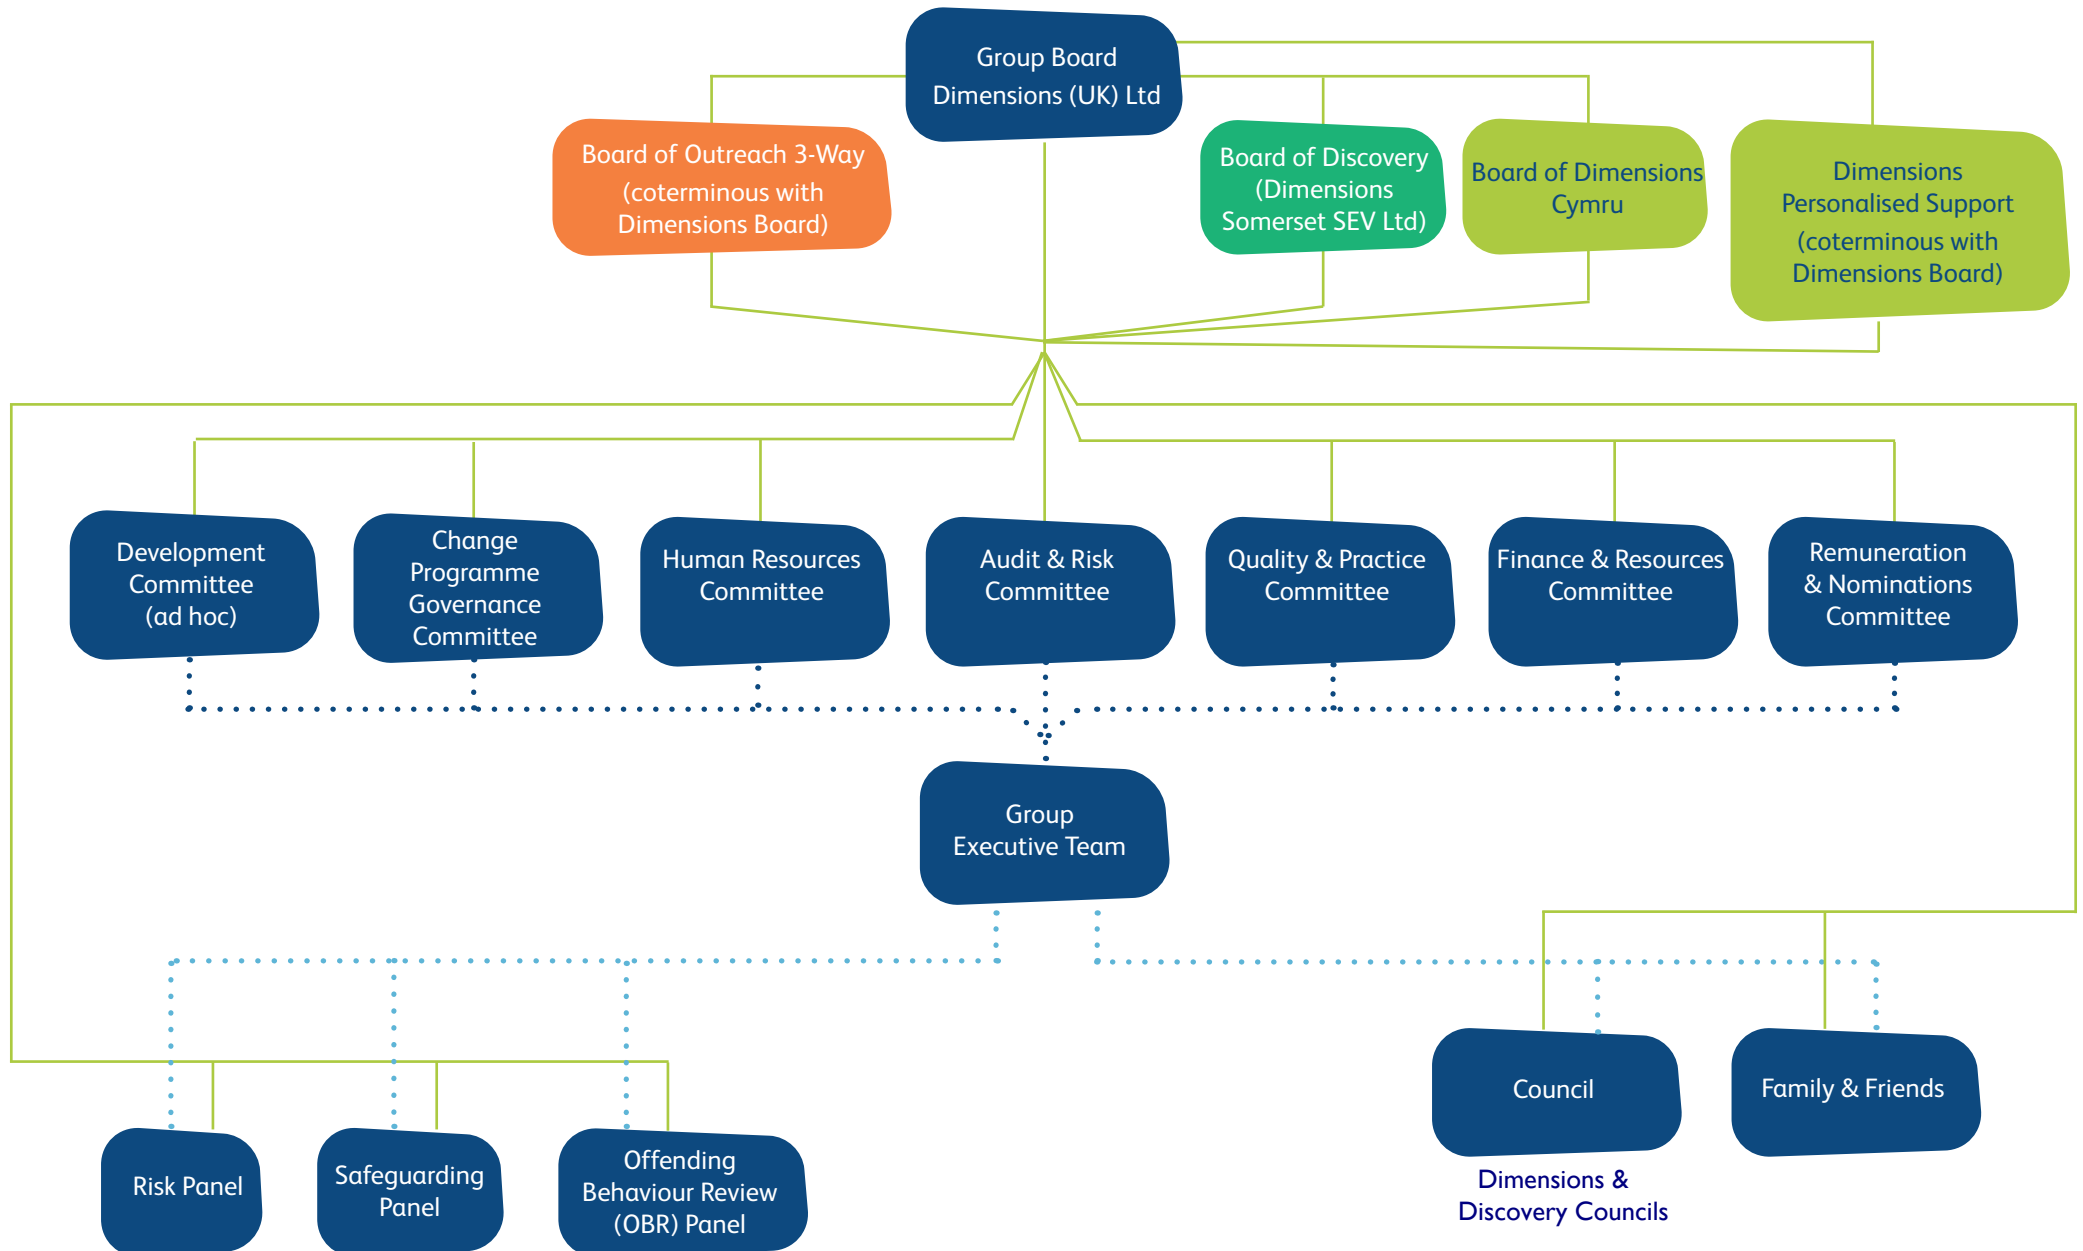 Group Board
Dimensions (UK) Ltd
Board of Outreach 3-Way
(coterminous with
Dimensions Board)
Board of Discovery
(Dimensions
Somerset SEV Ltd)
Board of Dimensions
Cymru
Dimensions
Personalised Support
(coterminous with
Dimensions Board)
Development
Committee
(ad hoc)
Change
Programme
Governance
Committee
Human Resources
Committee
Audit & Risk
Committee
Quality & Practice
Committee
Finance & Resources
Committee
Remuneration
& Nominations
Committee
Group
Executive Team
Risk Panel
Safeguarding
Panel
Offending
Behaviour Review
(OBR) Panel
Council
Dimensions &
Discovery Councils
Family & Friends